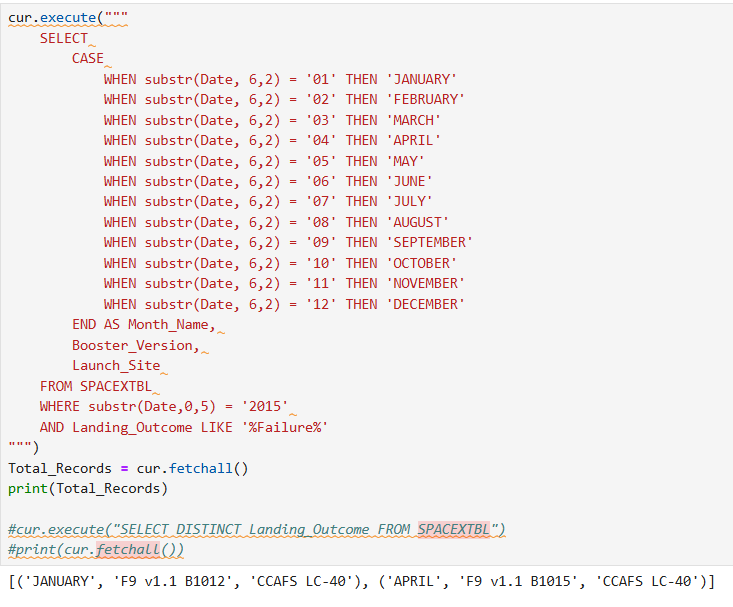 cur.execute("""
    SELECT
        CASE
            WHEN substr(Date, 6,2) = '01' THEN 'JANUARY'
            WHEN substr(Date, 6,2) = '02' THEN 'FEBRUARY'
            WHEN substr(Date, 6,2) = '03' THEN 'MARCH'
            WHEN substr(Date, 6,2) = '04' THEN 'APRIL'
            WHEN substr(Date, 6,2) = '05' THEN 'MAY'
            WHEN substr(Date, 6,2) = '06' THEN 'JUNE'
            WHEN substr(Date, 6,2) = '07' THEN 'JULY'
            WHEN substr(Date, 6,2) = '08' THEN 'AUGUST'
            WHEN substr(Date, 6,2) = '09' THEN 'SEPTEMBER'
            WHEN substr(Date, 6,2) = '10' THEN 'OCTOBER'
            WHEN substr(Date, 6,2) = '11' THEN 'NOVEMBER'
            WHEN substr(Date, 6,2) = '12' THEN 'DECEMBER'
        END AS Month_Name,
        Booster_Version,
        Launch_Site
    FROM SPACEXTBL
    WHERE substr(Date,0,5) = '2015'
    AND Landing_Outcome LIKE '%Failure%'
""")
Total_Records = cur.fetchall()
print(Total_Records)

#cur.execute("SELECT DISTINCT Landing_Outcome FROM SPACEXTBL")
#print(cur.fetchall())
[('JANUARY', 'F9 v1.1 B1012', 'CCAFS LC-40'), ('APRIL', 'F9 v1.1 B1015', 'CCAFS LC-40')]